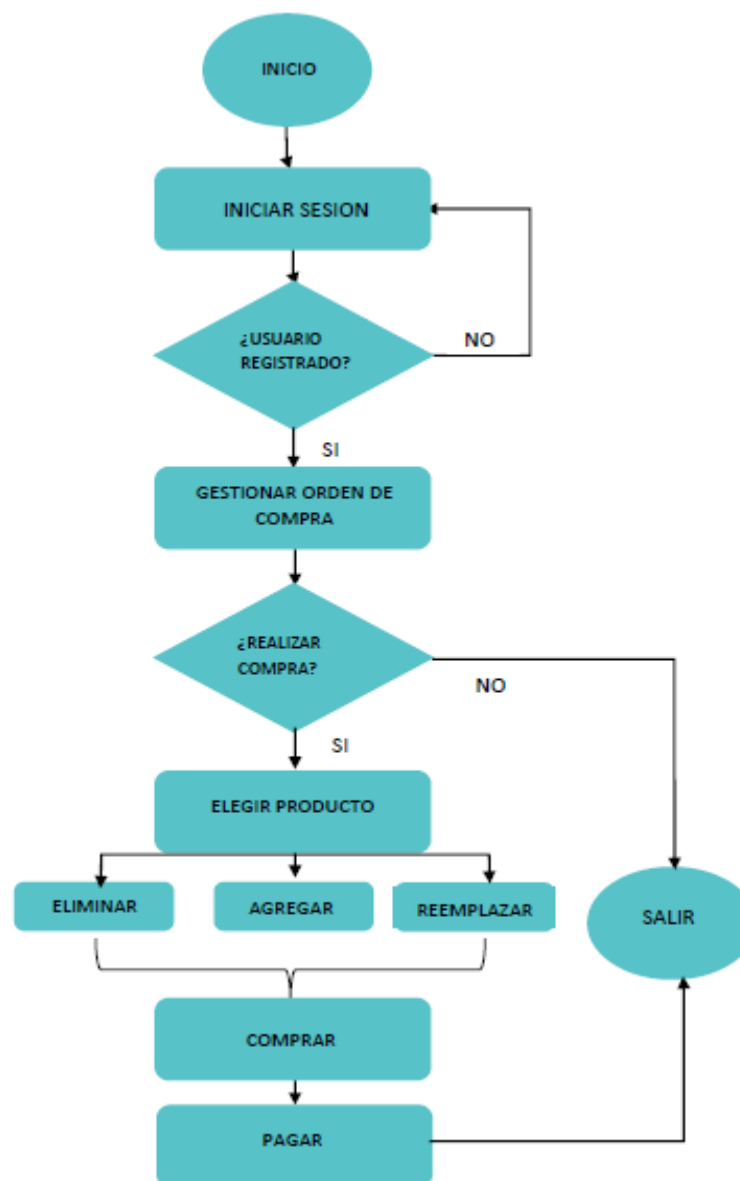 INICIO
INICIAR SESION
¿USUARIO
REGISTRADO?
NO
SI
GESTIONAR ORDEN DE
COMPRA
¿REALIZAR
COMPRA?
NO
SI
ELEGIR PRODUCTO
ELIMINAR
AGREGAR
REEMPLAZAR
SALIR
COMPRAR
PAGAR